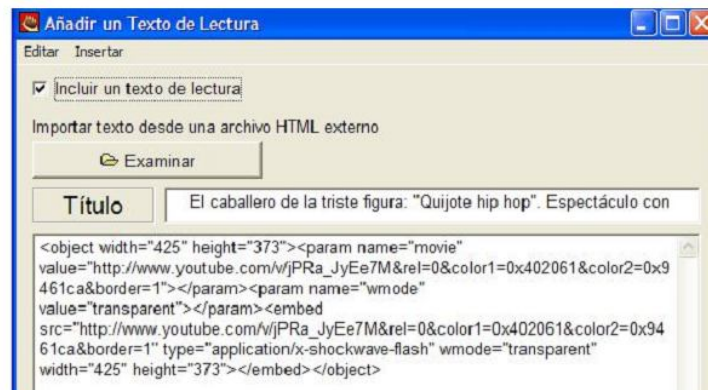 Añadir un Texto de Lectura
Editar Insertar
Incluir un texto de lectura
Importar texto desde una archivo HTML externo
Examinar
Título
El caballero de la triste figura: "Quijote hip hop". Espectáculo con
<object width="425" height="373"><param name="movie"
value="http://www.youtube.com/v/jPRa_JyEe7M&rel=0&color1=0x402061&color2=0x9
461ca&border=1"></param><param name="wmode"
value="transparent"></param><embed
src="http://www.youtube.com/v/jPRa_JyEe7M&rel=0&color1=0x402061&color2=0x94
61ca&border=1" type="application/x-shockwave-flash" wmode="transparent"
width="425" height="373"></embed></object>